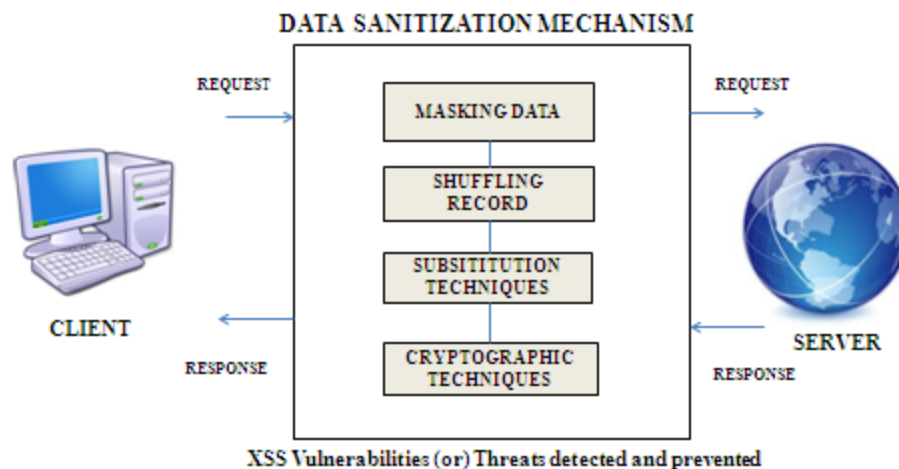 DATA SANITIZATION MECHANISM
REQUEST
REQUEST
MASKING DATA
SHUFFLING
RECORD
SUBSITITUTION
TECHNIQUES
CLIENT
SERVER
RESPONSE
CRYPTOGRAPHIC
TECHNIQUES
RESPONSE
XSS Vulnerabilities (or) Threats detected and prevented